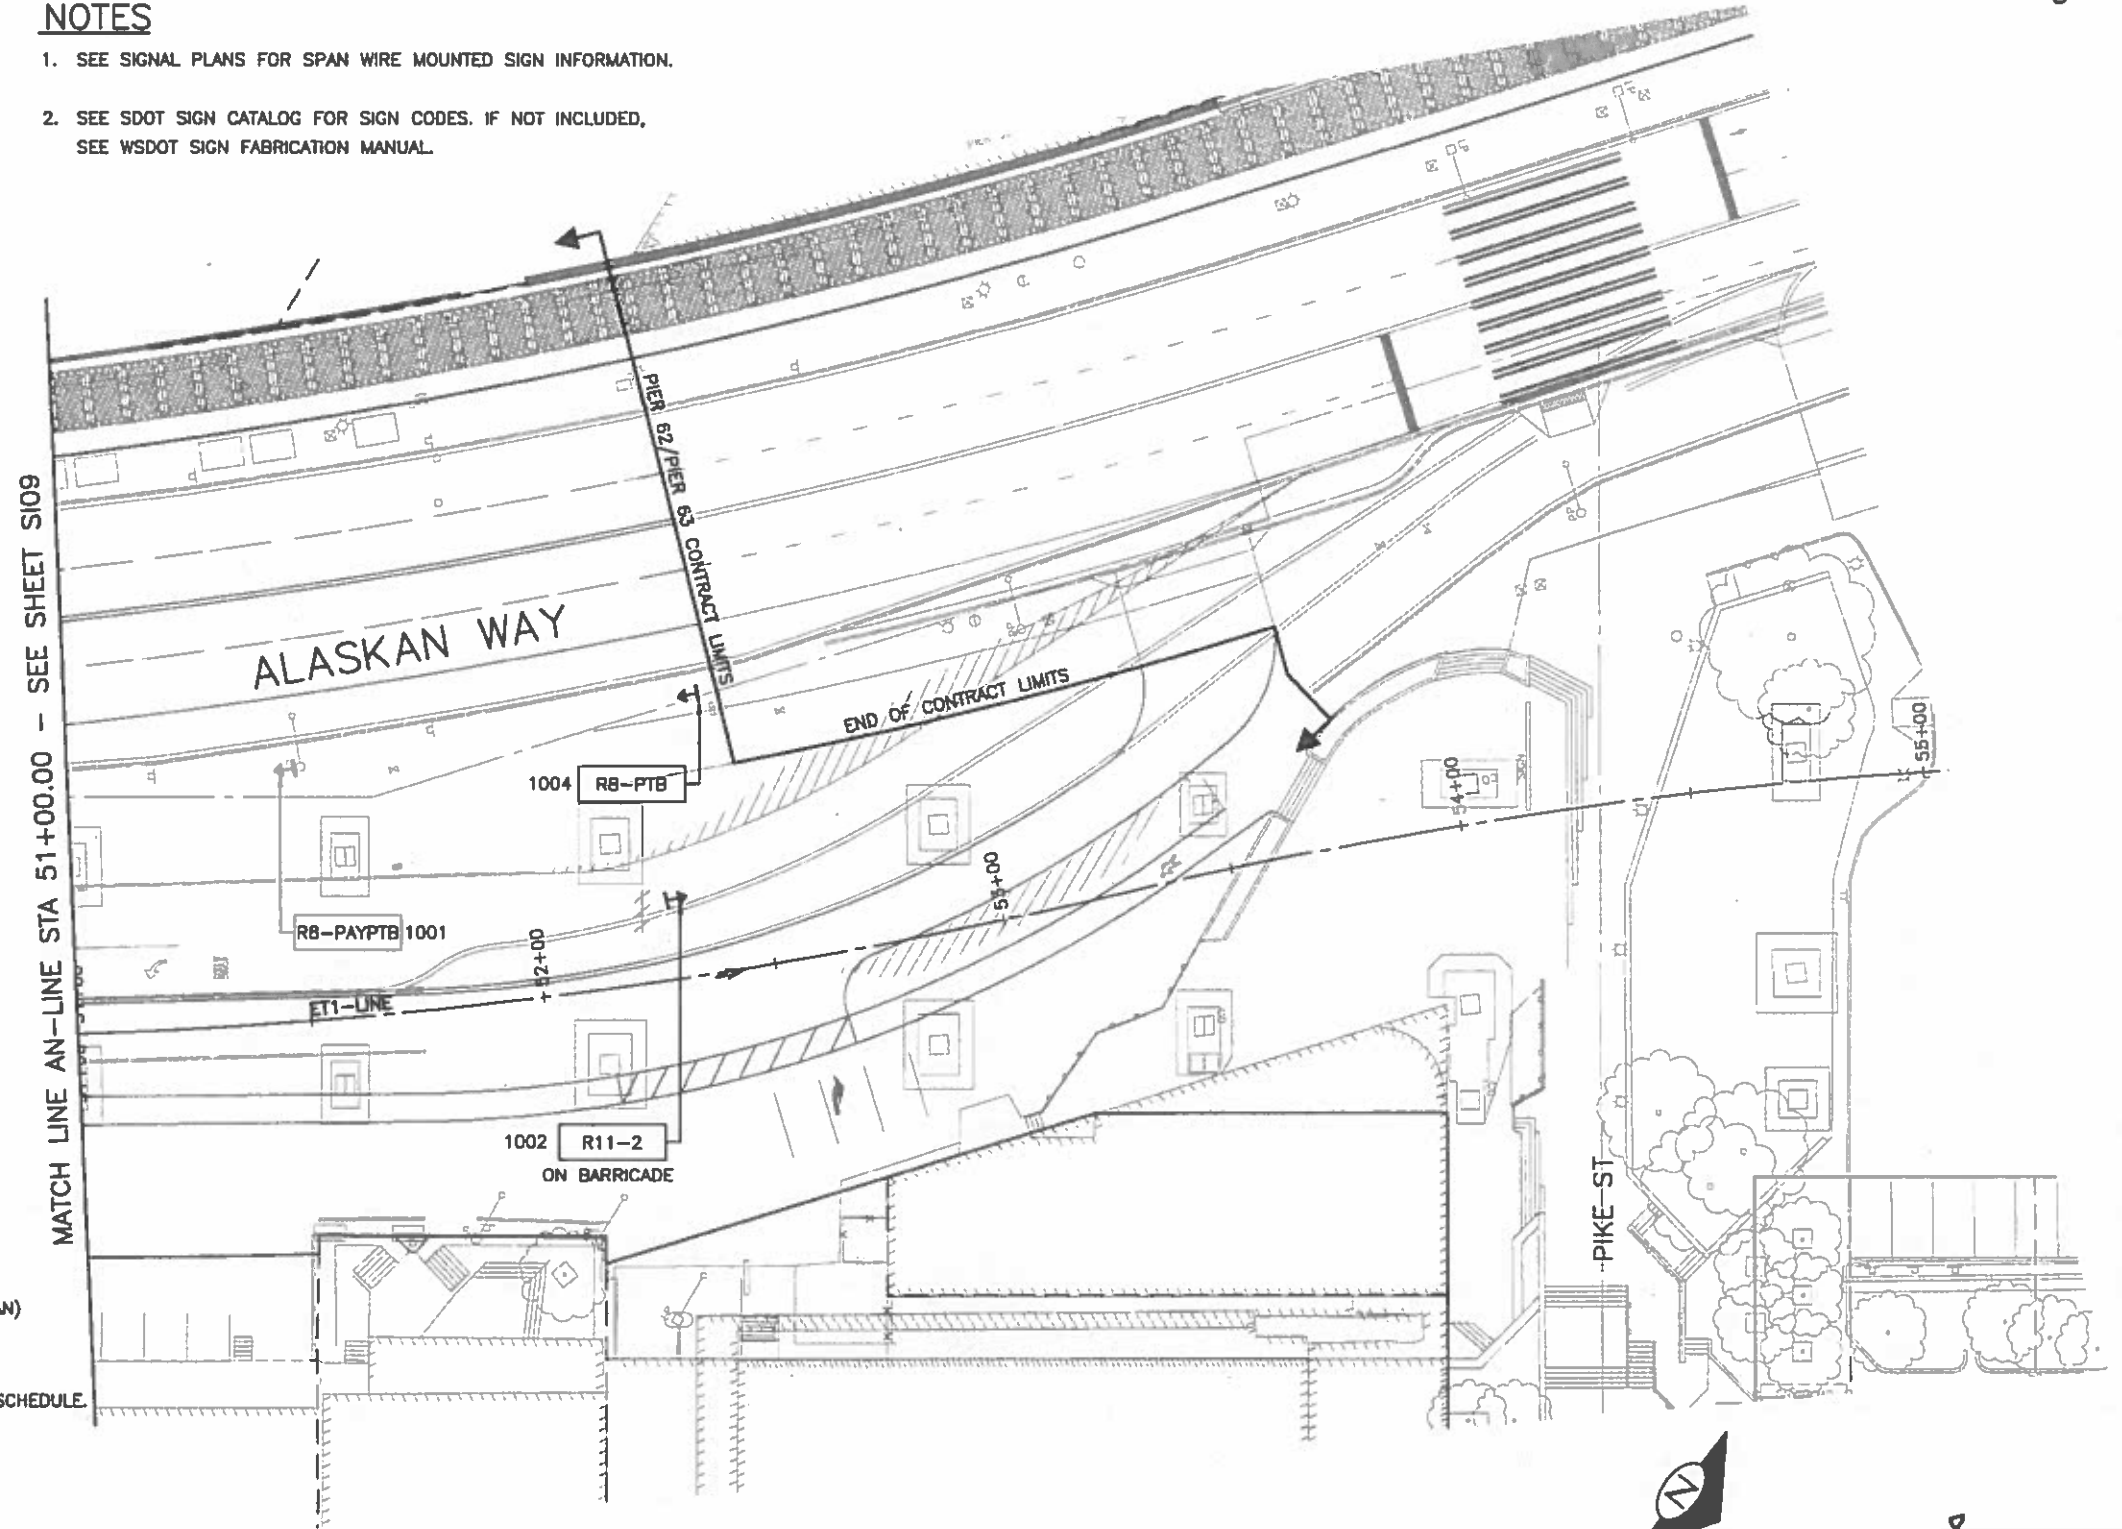 NOTES
1. SEE SIGNAL PLANS FOR SPAN WIRE MOUNTED SIGN INFORMATION.
2. SEE SDOT SIGN CATALOG FOR SIGN CODES. IF NOT INCLUDED,
SEE WSDOT SIGN FABRICATION MANUAL.
MATCH LINE AN-LINE STA 51+00.00 - SEE SHEET SI09
PIER 62/PIER 63 CONTRACT LIMITS
ALASKAN WAY
END OF CONTRACT LIMITS
1004 R8-PTB
R8-PAYPTB 1001
ET1-LINE
52+00
53+00
54+00
55+00
1002 R11-2
ON BARRICADE
PIKE ST
SCHEDULE.
N